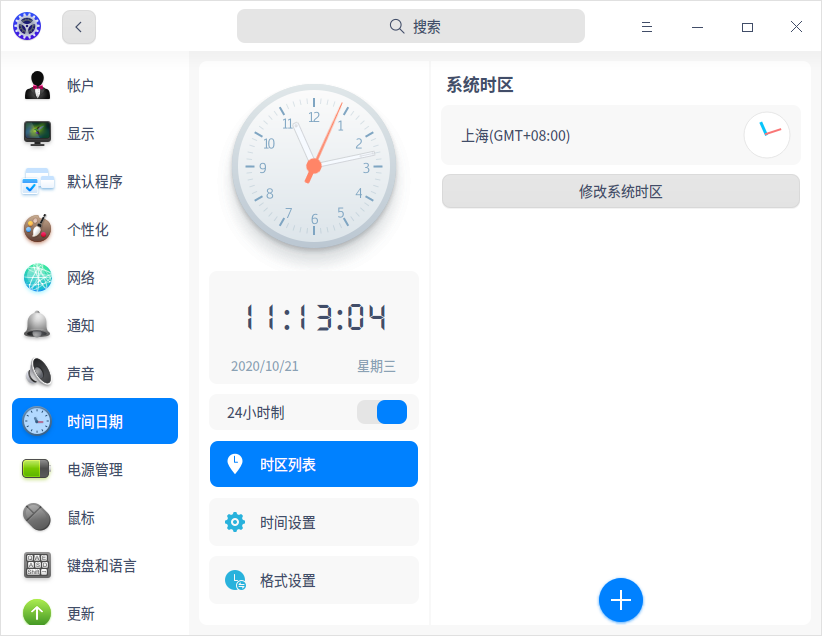 搜索
帐户
显示
默认程序
个性化
网络
通知
声音
时间日期
电源管理
鼠标
键盘和语言
更新
12
1
2
3
4
5
6
7
8
9
10
11
11:13:04
2020/10/21 星期三
24小时制
时区列表
时间设置
格式设置
系统时区
上海(GMT+08:00)
修改系统时区